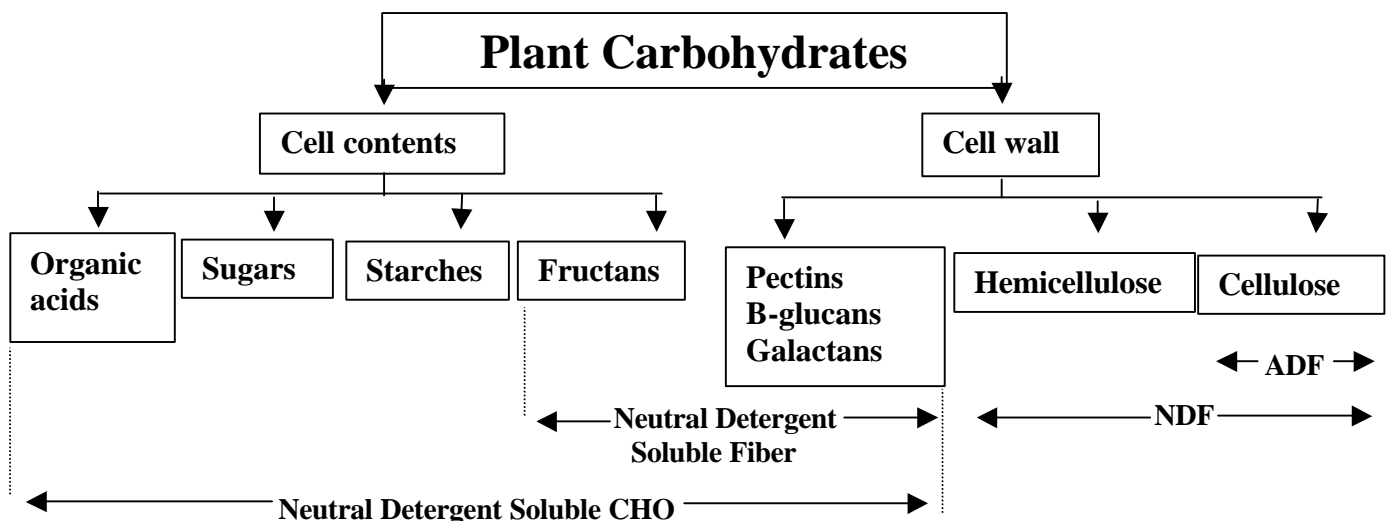 Plant Carbohydrates
Cell contents
Cell wall
Organic
acids
Sugars
Starches
Fructans
Pectins
B-glucans
Galactans
Hemicellulose
Cellulose
ADF
Neutral Detergent
Soluble Fiber
NDF
Neutral Detergent Soluble CHO